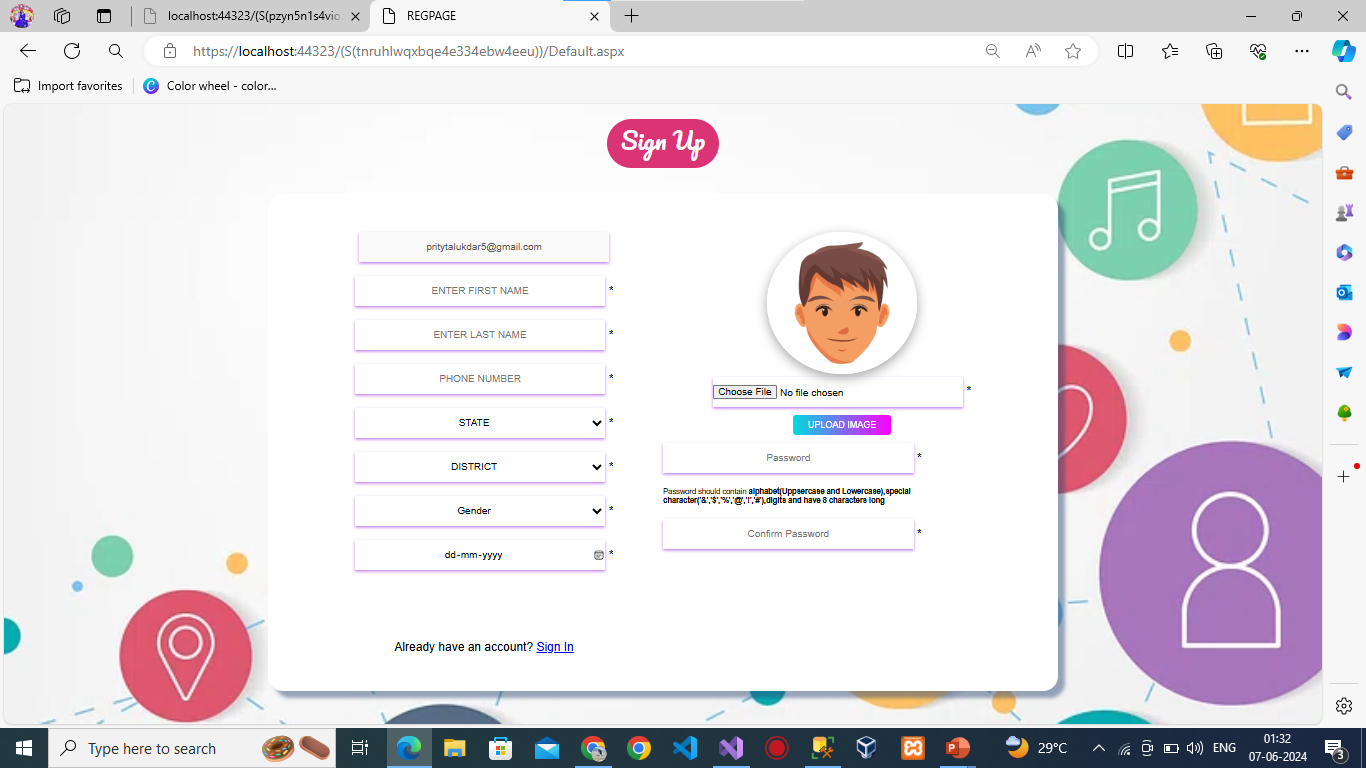 localhost:44323/(S(pzyn5n1s4vio
REGPAGE
https://localhost:44323/(S(tnruhlwqxbqe4e334ebw4eeu))/Default.aspx
Import favorites
Color wheel - color...
Sign Up
pritytalukdar5@gmail.com
ENTER FIRST NAME *
ENTER LAST NAME *
PHONE NUMBER *
STATE *
DISTRICT *
Gender *
dd-mm-yyyy *
Already have an account? Sign In
Choose File No file chosen *
UPLOAD IMAGE
Password *
Password should contain alphabet(Uppsercase and Lowercase),special
character('&','$','%','@','!','#'),digits and have 8 characters long
Confirm Password *
Type here to search
29°C
ENG
01:32
07-06-2024
3